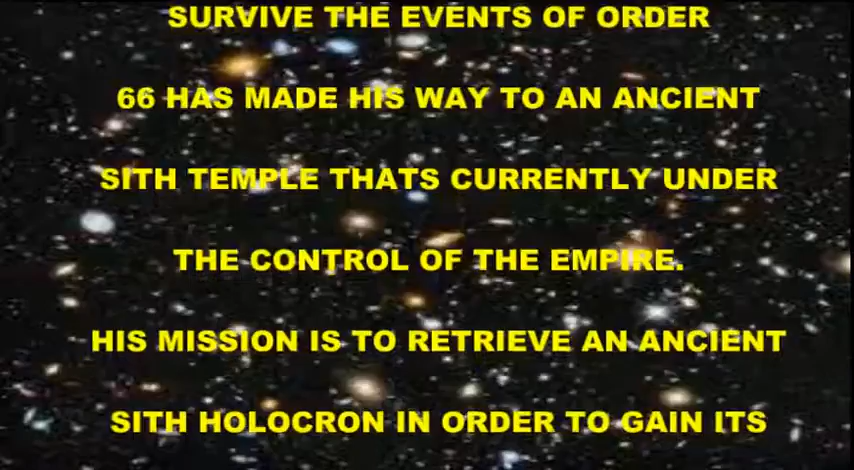 SURVIVE THE EVENTS OF ORDER
66 HAS MADE HIS WAY TO AN ANCIENT
SITH TEMPLE THATS CURRENTLY UNDER
THE CONTROL OF THE EMPIRE.
HIS MISSION IS TO RETRIEVE AN ANCIENT
SITH HOLOCRON IN ORDER TO GAIN ITS